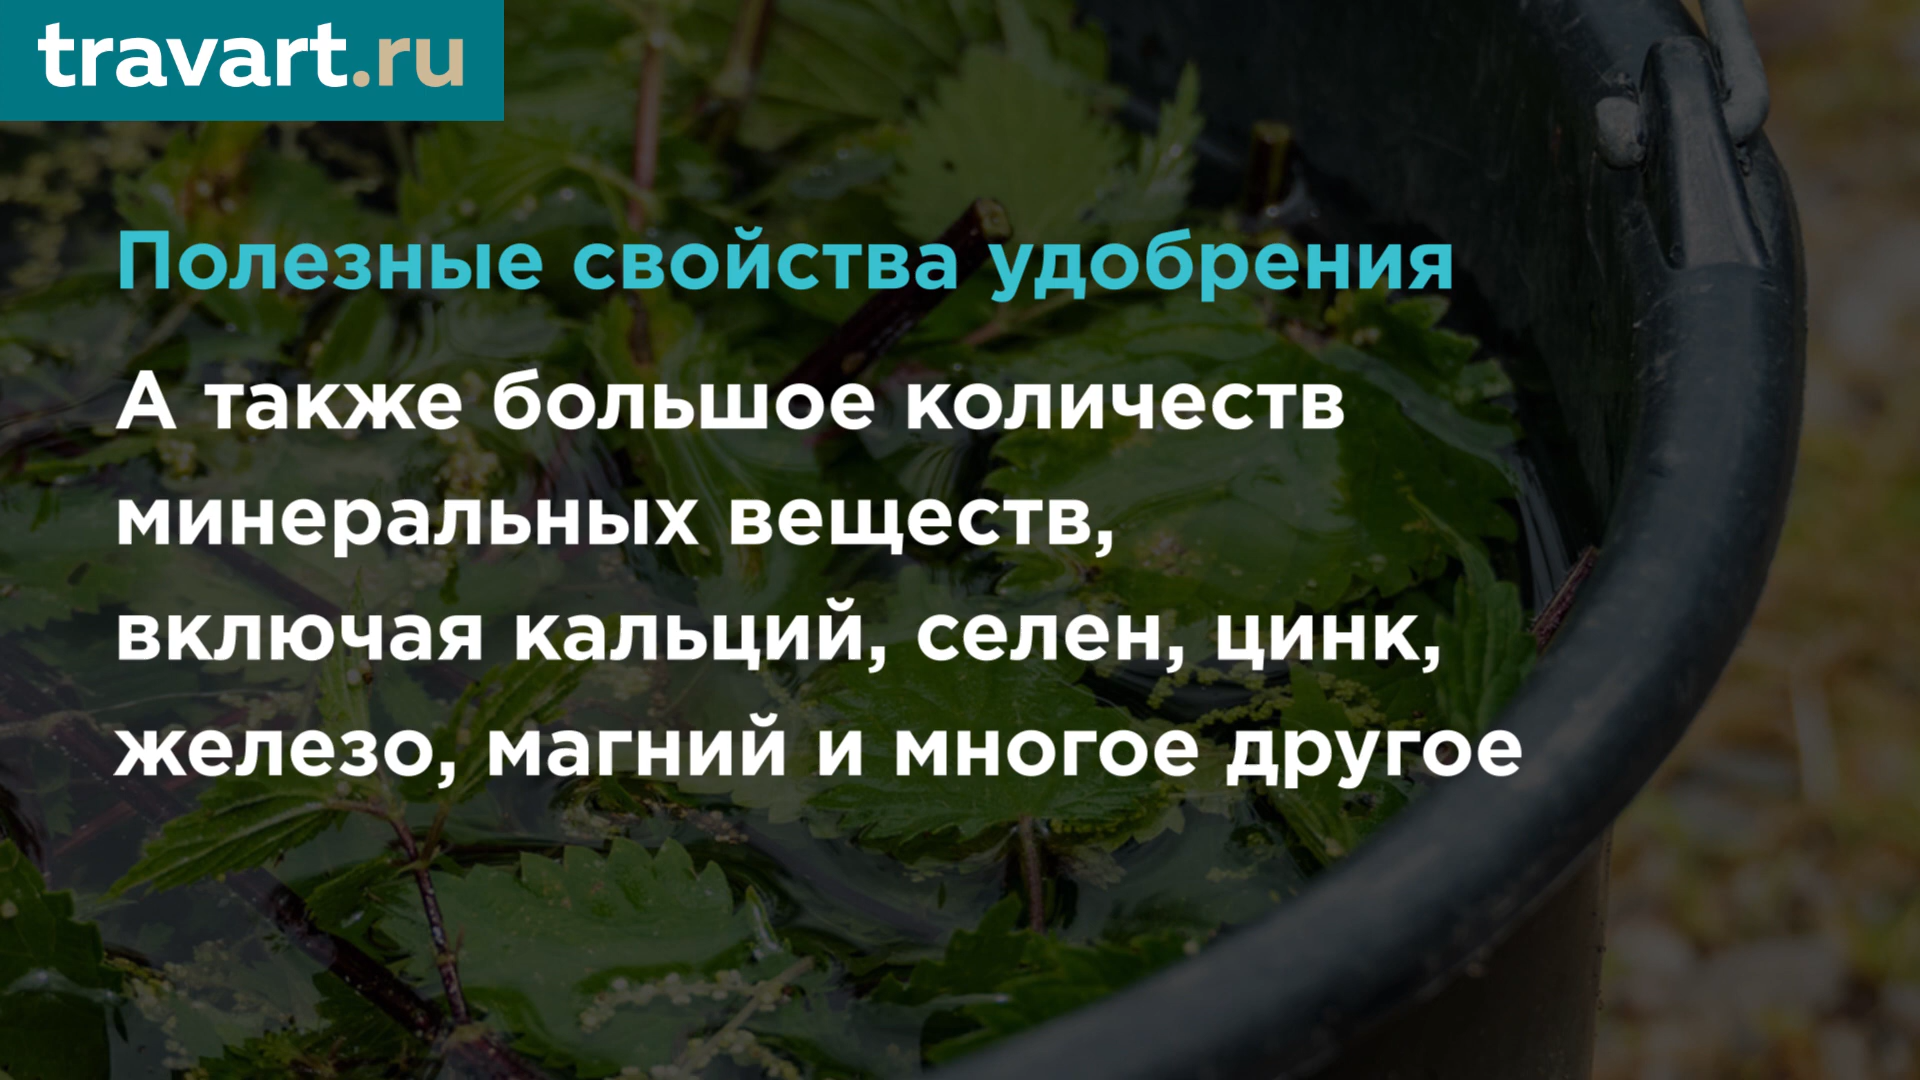 travart.ru
Полезные свойства удобрения
А также большое количеств
минеральных веществ,
включая кальций, селен, цинк,
железо, магний и многое другое